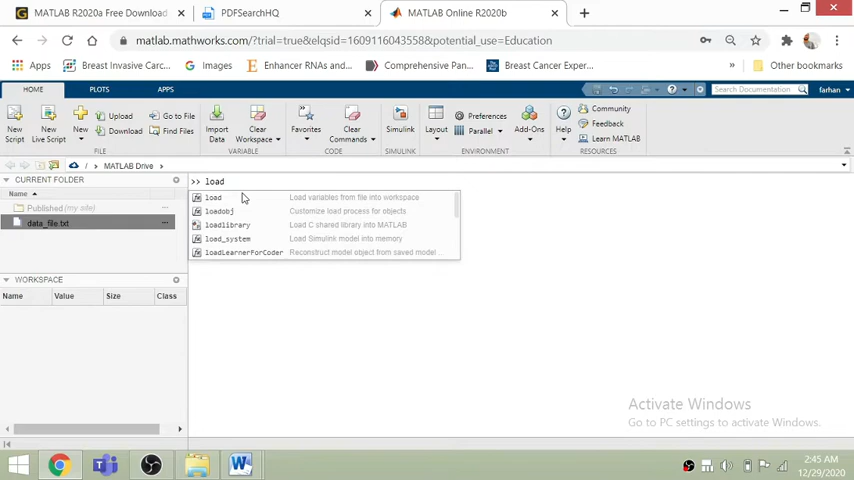 MATLAB R2020a Free Download
PDFSearchHQ
MATLAB Online R2020b
matlab.mathworks.com/?trial=true&elqsid=1609116043558&potential_use=Education
Apps
Breast Invasive Carc...
Images
Enhancer RNAs and...
Comprehensive Pan...
Breast Cancer Exper...
»
Other bookmarks
HOME
PLOTS
APPS
Search Documentation
farhan
New Script
New Live Script
New
Upload
Download
Go to File
Find Files
Import Data
Clear Workspace
Favorites
Clear Commands
Simulink
Layout
Preferences
Parallel
Add-Ons
Help
Community
Feedback
Learn MATLAB
FILE
VARIABLE
CODE
SIMULINK
ENVIRONMENT
RESOURCES
/ MATLAB Drive
CURRENT FOLDER
Name
Published (my site)
data_file.txt
WORKSPACE
Name Value Size Class
>> load
load Load variables from file into workspace
loadobj Customize load process for objects
loadlibrary Load C shared library into MATLAB
load_system Load Simulink model into memory
loadLearnerForCoder Reconstruct model object from saved model ...
Activate Windows
Go to PC settings to activate Windows.
2:45 AM
12/29/2020